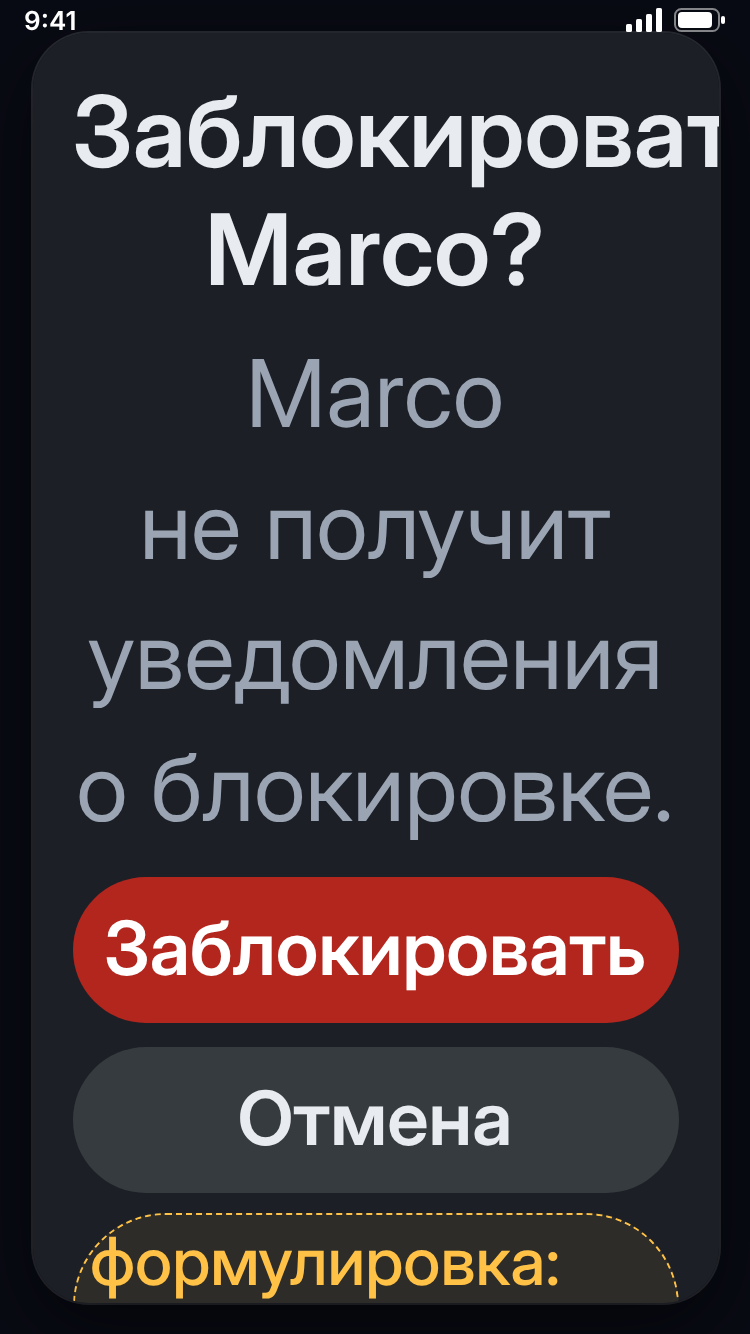 9:41
Заблокироват
Marco?
Marco
не получит
уведомления
о блокировке.
Заблокировать
Отмена
формулировка: